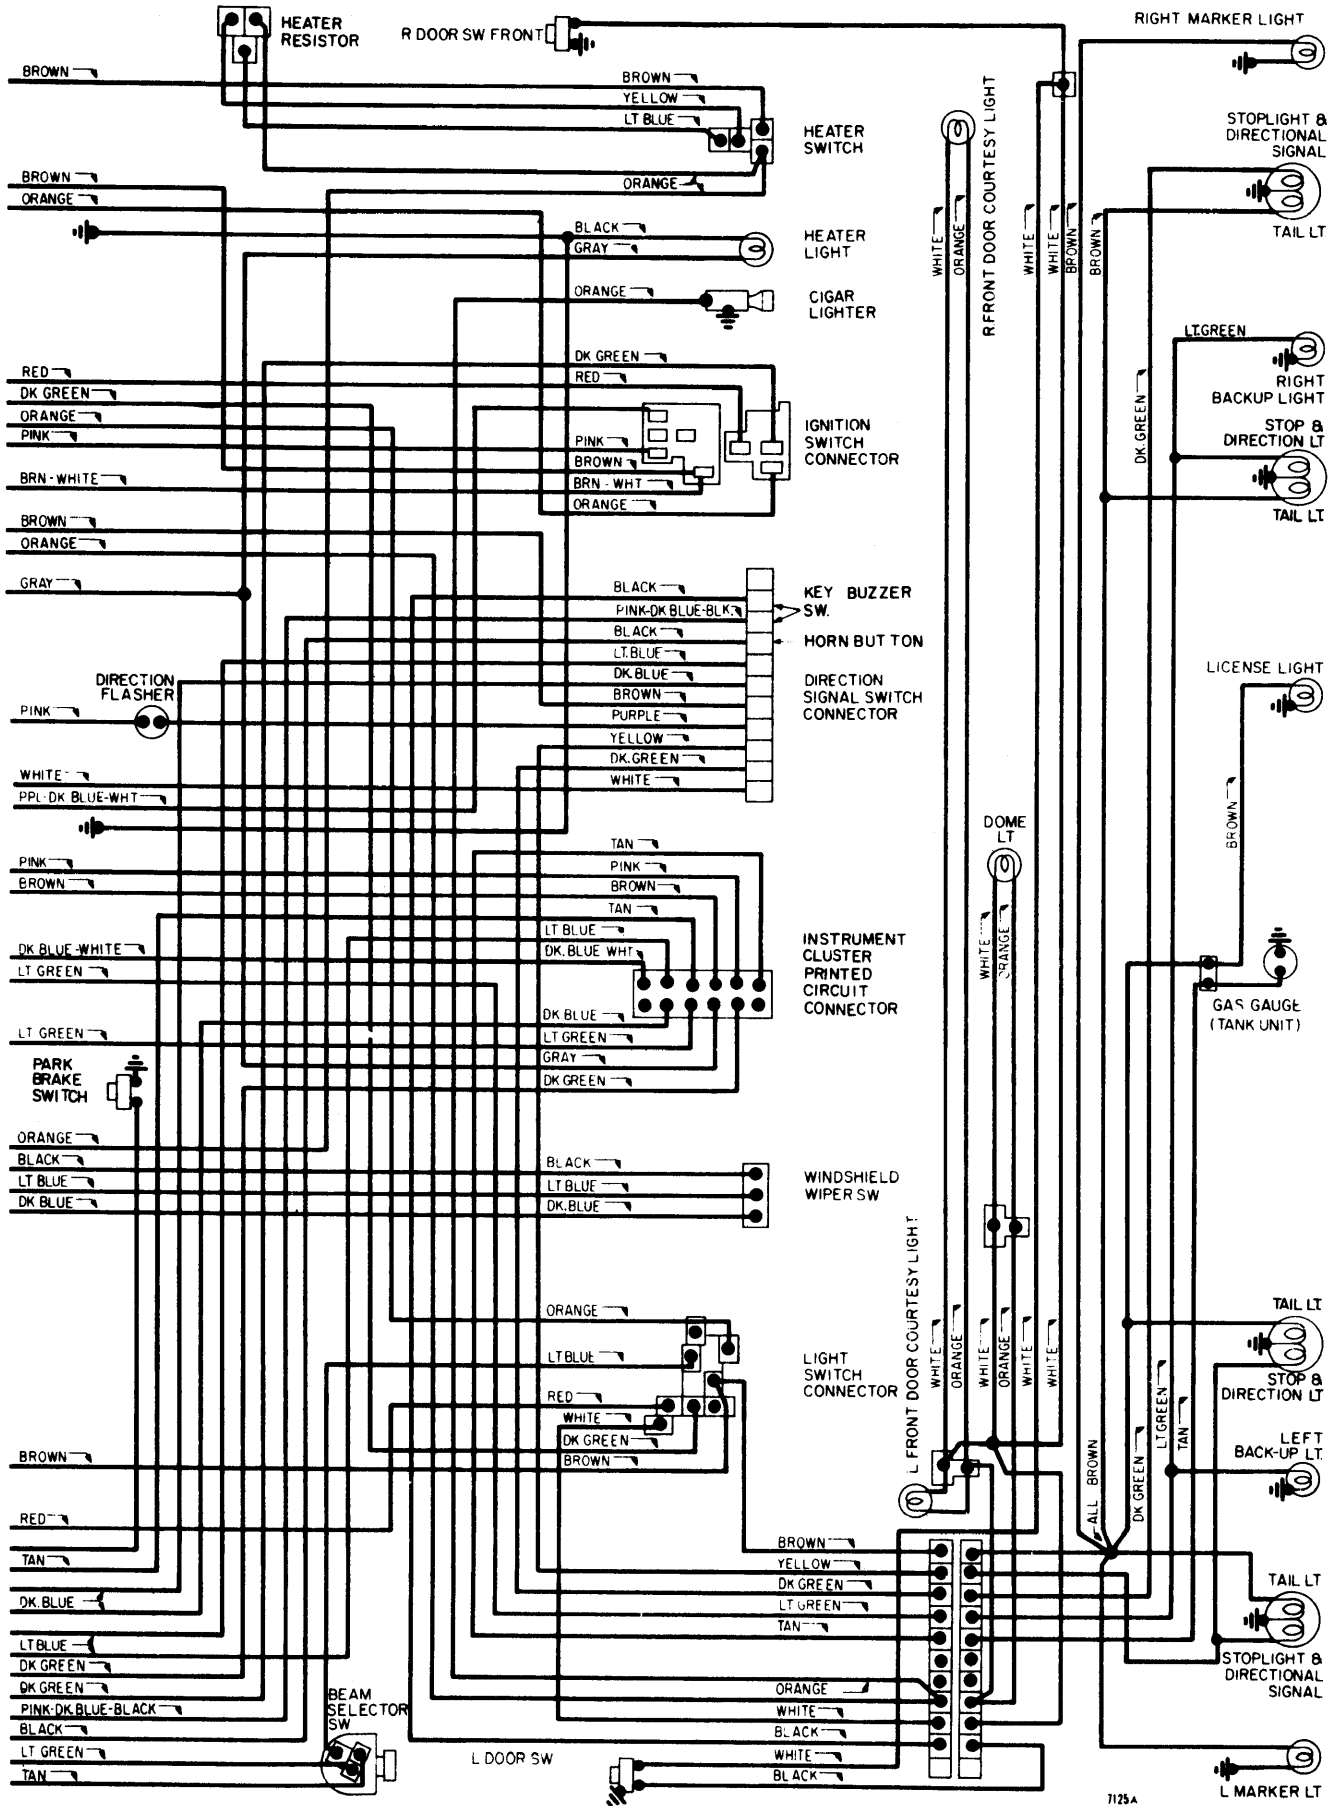 HEATER
RESISTOR
R DOOR SW FRONT
RIGHT MARKER LIGHT
BROWN
BROWN
YELLOW
LT BLUE
HEATER
SWITCH
ORANGE
STOPLIGHT &
DIRECTIONAL
SIGNAL
TAIL LT
BROWN
ORANGE
BLACK
GRAY
HEATER
LIGHT
ORANGE
CIGAR
LIGHTER
WHITE
ORANGE
R FRONT DOOR COURTESY LIGHT
WHITE
WHITE
BROWN
BROWN
LT.GREEN
RIGHT
BACKUP LIGHT
DK GREEN
RED
RED
DK GREEN
ORANGE
PINK
PINK
BROWN
BRN - WHT
ORANGE
IGNITION
SWITCH
CONNECTOR
DK.GREEN
STOP &
DIRECTION LT
TAIL LT.
BRN - WHITE
BROWN
ORANGE
GRAY
BLACK
PINK-DK BLUE-BLK
BLACK
LT.BLUE
DK.BLUE
BROWN
PURPLE
YELLOW
DK.GREEN
WHITE
KEY BUZZER
SW.
HORN BUTTON
DIRECTION
SIGNAL SWITCH
CONNECTOR
LICENSE LIGHT
DIRECTION
FLASHER
PINK
WHITE
PPL-DK BLUE-WHT
BROWN
DOME
LT
TAN
PINK
BROWN
TAN
LT BLUE
DK.BLUE WHT
PINK
BROWN
DK BLUE-WHITE
LT GREEN
WHITE
ORANGE
INSTRUMENT
CLUSTER
PRINTED
CIRCUIT
CONNECTOR
DK BLUE
LT GREEN
GRAY
DK GREEN
GAS GAUGE
(TANK UNIT)
LT GREEN
PARK
BRAKE
SWITCH
ORANGE
BLACK
LT BLUE
DK BLUE
BLACK
LT BLUE
DK.BLUE
WINDSHIELD
WIPER SW
L FRONT DOOR COURTESY LIGHT
WHITE
ORANGE
WHITE
ORANGE
WHITE
WHITE
ORANGE
LT BLUE
RED
WHITE
DK GREEN
BROWN
LIGHT
SWITCH
CONNECTOR
TAIL LT.
STOP &
DIRECTION LT
LT GREEN
TAN
LEFT
BACK-UP LT.
BROWN
RED
TAN
DK.BLUE
LT BLUE
DK GREEN
DK GREEN
PINK-DK.BLUE-BLACK
BLACK
LT GREEN
TAN
ALL BROWN
DK GREEN
BROWN
YELLOW
DK GREEN
LT GREEN
TAN
ORANGE
WHITE
BLACK
WHITE
BLACK
TAIL LT
STOPLIGHT &
DIRECTIONAL
SIGNAL
BEAM
SELECTOR
SW
L DOOR SW
7125A
L MARKER LT